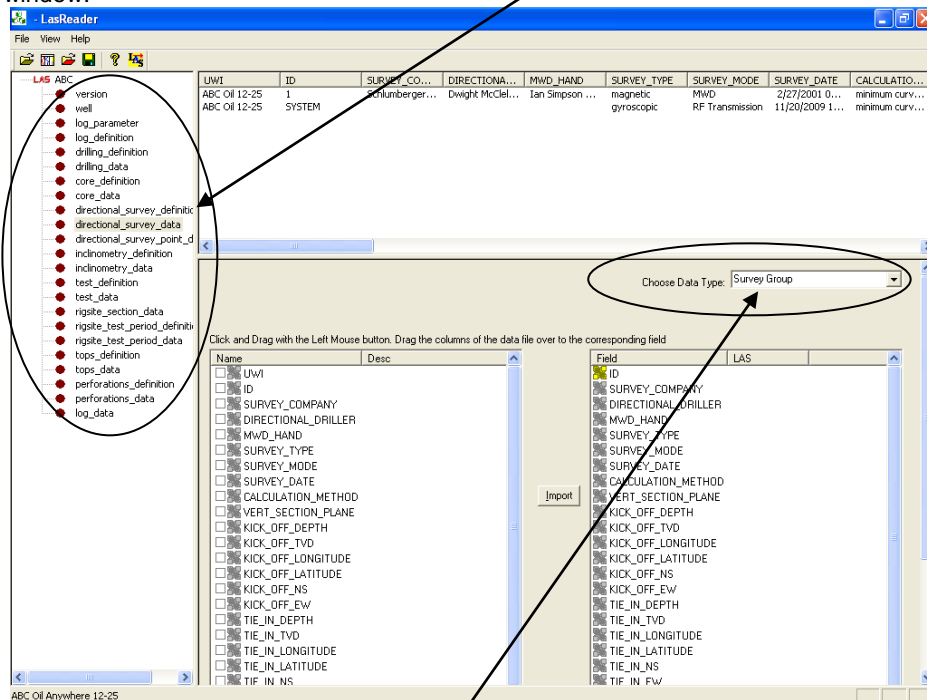 window
- LasReader
File View Help
LAS ABC
version
well
log_parameter
log_definition
drilling_definition
drilling_data
core_definition
core_data
directional_survey_definitic
directional_survey_data
directional_survey_point_d
inclinometry_definition
inclinometry_data
test_definition
test_data
rigsite_section_data
rigsite_test_period_definiti
rigsite_test_period_data
tops_definition
tops_data
perforations_definition
perforations_data
log_data
UWI ID SURVEY_CO... DIRECTIONA... MWD_HAND SURVEY_TYPE SURVEY_MODE SURVEY_DATE CALCULATIO...
ABC Oil 12-25 1 Schlumberger... Dwight McClel... Ian Simpson ... magnetic MWD 2/27/2001 0... minimum curv...
ABC Oil 12-25 SYSTEM gyroscopic RF Transmission 11/20/2009 1... minimum curv...
Choose Data Type: Survey Group
Click and Drag with the Left Mouse button. Drag the columns of the data file over to the corresponding field
Name Desc
UWI
ID
SURVEY_COMPANY
DIRECTIONAL_DRILLER
MWD_HAND
SURVEY_TYPE
SURVEY_MODE
SURVEY_DATE
CALCULATION_METHOD
VERT_SECTION_PLANE
KICK_OFF_DEPTH
KICK_OFF_TVD
KICK_OFF_LONGITUDE
KICK_OFF_LATITUDE
KICK_OFF_NS
KICK_OFF_EW
TIE_IN_DEPTH
TIE_IN_TVD
TIE_IN_LONGITUDE
TIE_IN_LATITUDE
TIE_IN_NS
Import
Field LAS
ID
SURVEY_COMPANY
DIRECTIONAL_DRILLER
MWD_HAND
SURVEY_TYPE
SURVEY_MODE
SURVEY_DATE
CALCULATION_METHOD
VERT_SECTION_PLANE
KICK_OFF_DEPTH
KICK_OFF_TVD
KICK_OFF_LONGITUDE
KICK_OFF_LATITUDE
KICK_OFF_NS
KICK_OFF_EW
TIE_IN_DEPTH
TIE_IN_TVD
TIE_IN_LONGITUDE
TIE_IN_LATITUDE
TIE_IN_NS
TIE_IN_EW
ABC Oil Anywhere 12-25